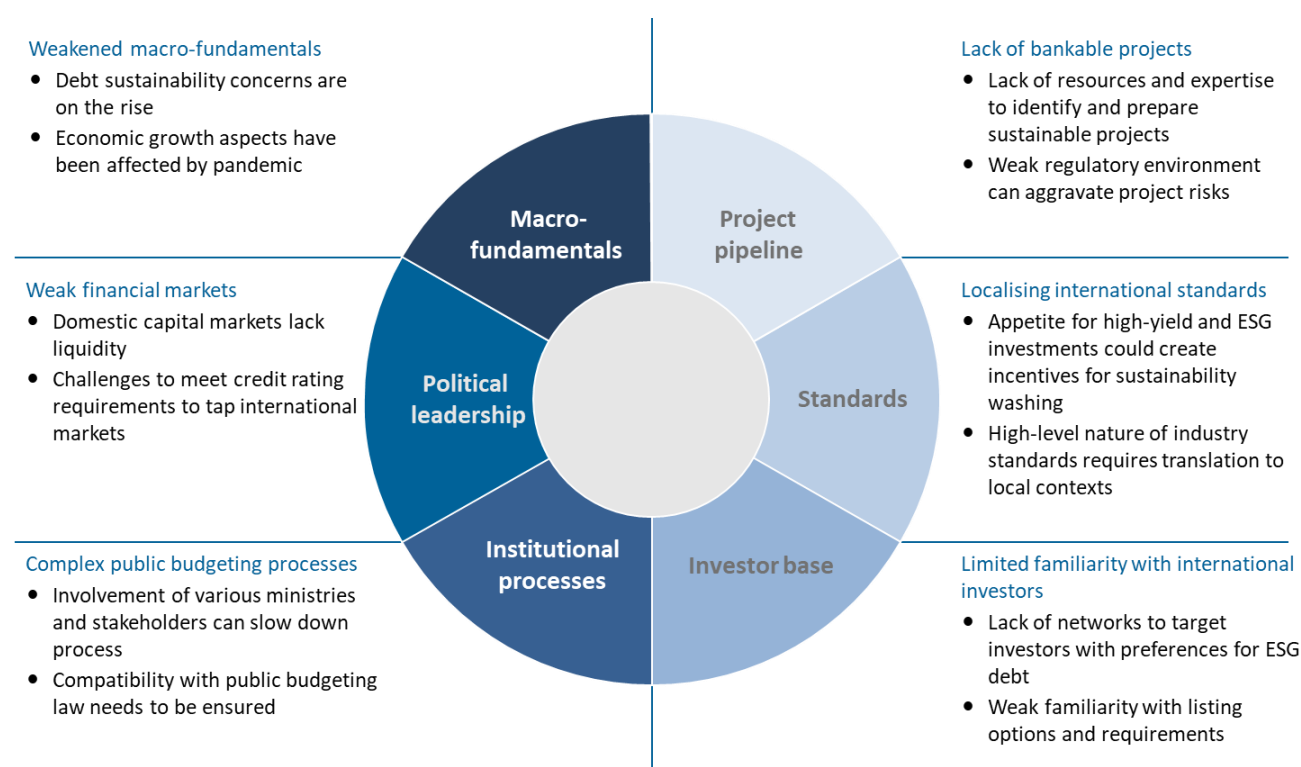 Weakened macro-fundamentals
• Debt sustainability concerns are
on the rise
• Economic growth aspects have
been affected by pandemic
Lack of bankable projects
• Lack of resources and expertise
to identify and prepare
sustainable projects
• Weak regulatory environment
can aggravate project risks
Macro-
fundamentals
Project
pipeline
Weak financial markets
• Domestic capital markets lack
liquidity
• Challenges to meet credit rating
requirements to tap international
markets
Political
leadership
Standards
Localising international standards
• Appetite for high-yield and ESG
investments could create
incentives for sustainability
washing
• High-level nature of industry
standards requires translation to
local contexts
Complex public budgeting processes
• Involvement of various ministries
and stakeholders can slow down
process
• Compatibility with public budgeting
law needs to be ensured
Institutional
processes
Investor base
Limited familiarity with international
investors
• Lack of networks to target
investors with preferences for ESG
debt
• Weak familiarity with listing
options and requirements